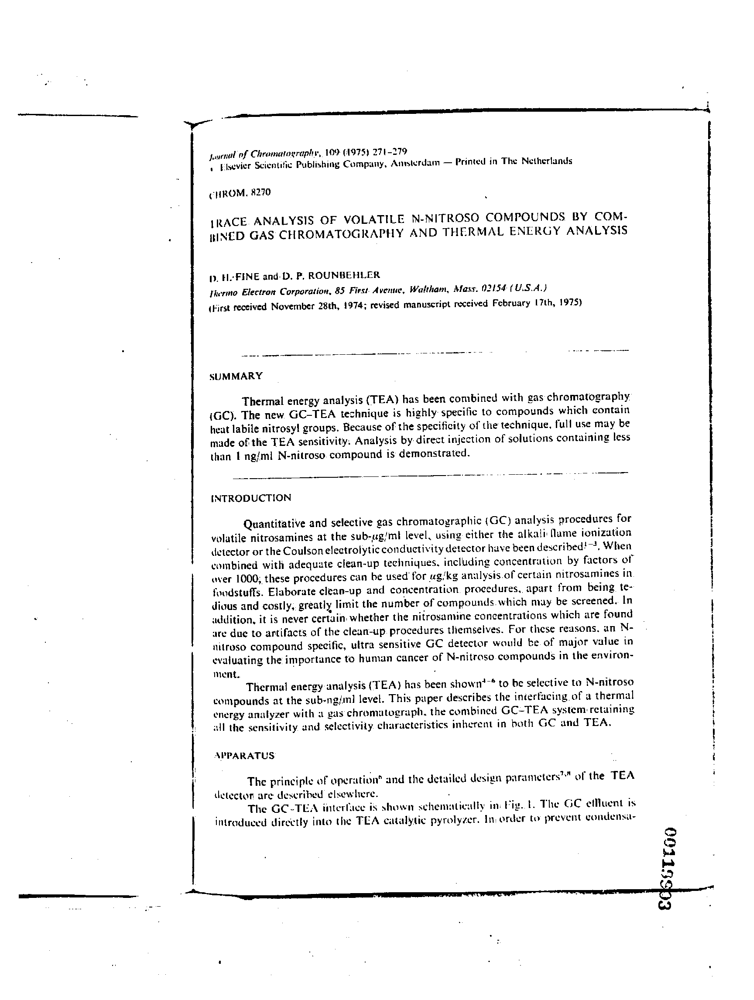 Journal of Chromatography, 109 (1975) 271-279
Elsevier Scientific Publishing Company, Amsterdam — Printed in The Netherlands
CHROM. 8270
TRACE ANALYSIS OF VOLATILE N-NITROSO COMPOUNDS BY COM-
BINED GAS CHROMATOGRAPHY AND THERMAL ENERGY ANALYSIS
D. H. FINE and D. P. ROUNBEHLER
Thermo Electron Corporation, 85 First Avenue, Waltham, Mass. 02154 (U.S.A.)
(First received November 28th, 1974; revised manuscript received February 17th, 1975)
SUMMARY
Thermal energy analysis (TEA) has been combined with gas chromatography
(GC). The new GC-TEA technique is highly specific to compounds which contain
heat labile nitrosyl groups. Because of the specificity of the technique, full use may be
made of the TEA sensitivity. Analysis by direct injection of solutions containing less
than 1 ng/ml N-nitroso compound is demonstrated.
INTRODUCTION
Quantitative and selective gas chromatographic (GC) analysis procedures for
volatile nitrosamines at the sub-μg/ml level, using either the alkali flame ionization
detector or the Coulson electrolytic conductivity detector have been described1-3. When
combined with adequate clean-up techniques, including concentration by factors of
over 1000, these procedures can be used for μg/kg analysis of certain nitrosamines in
foodstuffs. Elaborate clean-up and concentration procedures, apart from being te-
dious and costly, greatly limit the number of compounds which may be screened. In
addition, it is never certain whether the nitrosamine concentrations which are found
are due to artifacts of the clean-up procedures themselves. For these reasons, an N-
nitroso compound specific, ultra sensitive GC detector would be of major value in
evaluating the importance to human cancer of N-nitroso compounds in the environ-
ment.
Thermal energy analysis (TEA) has been shown4-6 to be selective to N-nitroso
compounds at the sub-ng/ml level. This paper describes the interfacing of a thermal
energy analyzer with a gas chromatograph, the combined GC-TEA system retaining
all the sensitivity and selectivity characteristics inherent in both GC and TEA.
APPARATUS
The principle of operation and the detailed design parameters7,8 of the TEA
detector are described elsewhere.
The GC-TEA interface is shown schematically in Fig. 1. The GC effluent is
introduced directly into the TEA catalytic pyrolyzer. In order to prevent condensa-